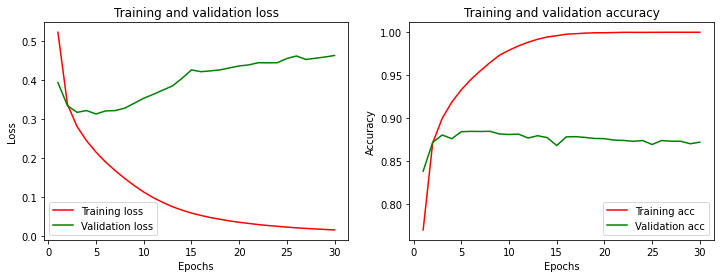 Training and validation loss
Loss
0.5
0.4
0.3
0.2
0.1
0.0
Training loss
Validation loss
0 5 10 15 20 25 30
Epochs
Training and validation accuracy
Accuracy
1.00
0.95
0.90
0.85
0.80
Training acc
Validation acc
0 5 10 15 20 25 30
Epochs